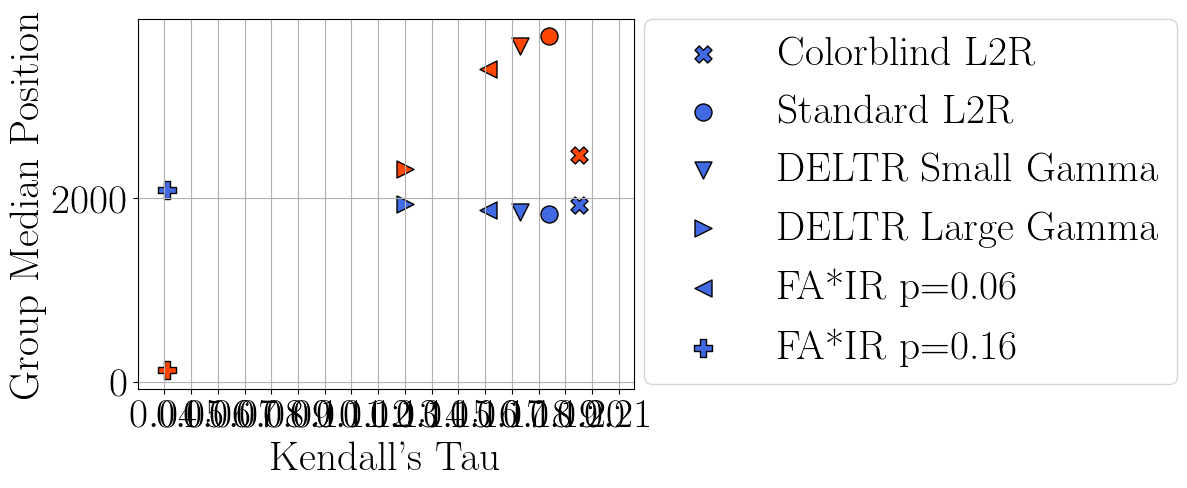 Group Median Position
2000
0
Kendall's Tau
Colorblind L2R
Standard L2R
DELTR Small Gamma
DELTR Large Gamma
FA*IR p=0.06
FA*IR p=0.16